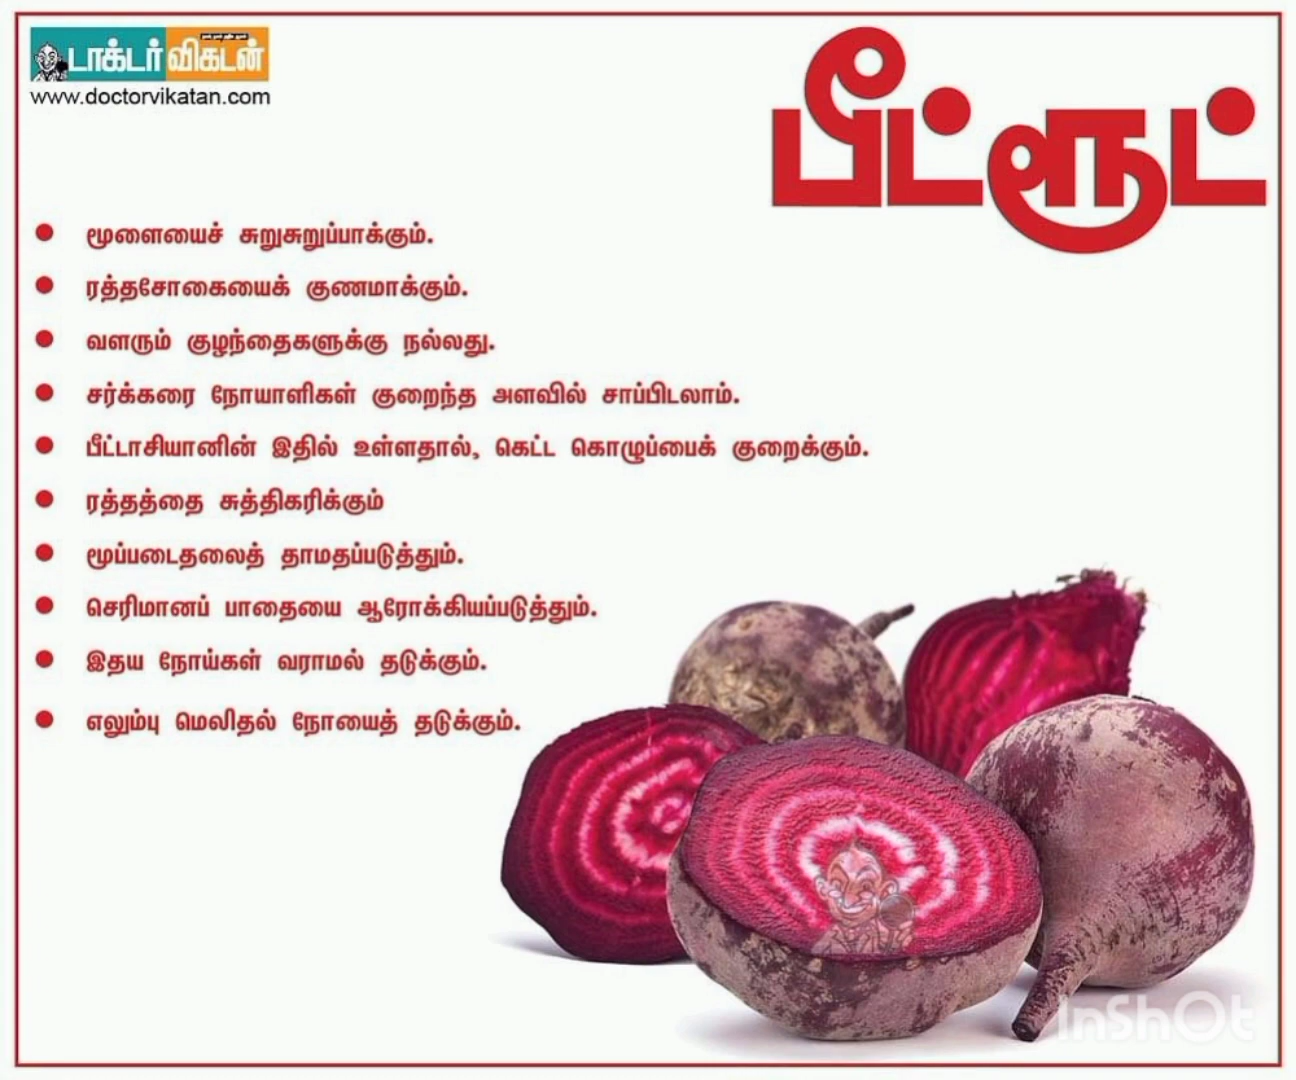 டாக்டர் விகடன்
www.doctorvikatan.com
பீட்ரூட்
மூளையைச் சுறுசுறுப்பாக்கும்.
ரத்தசோகையைக் குணமாக்கும்.
வளரும் குழந்தைகளுக்கு நல்லது.
சர்க்கரை நோயாளிகள் குறைந்த அளவில் சாப்பிடலாம்.
பீட்டாசியானின் இதில் உள்ளதால், கெட்ட கொழுப்பைக் குறைக்கும்.
ரத்தத்தை சுத்திகரிக்கும்
மூப்படைதலைத் தாமதப்படுத்தும்.
செரிமானப் பாதையை ஆரோக்கியப்படுத்தும்.
இதய நோய்கள் வராமல் தடுக்கும்.
எலும்பு மெலிதல் நோயைத் தடுக்கும்.
InShOt